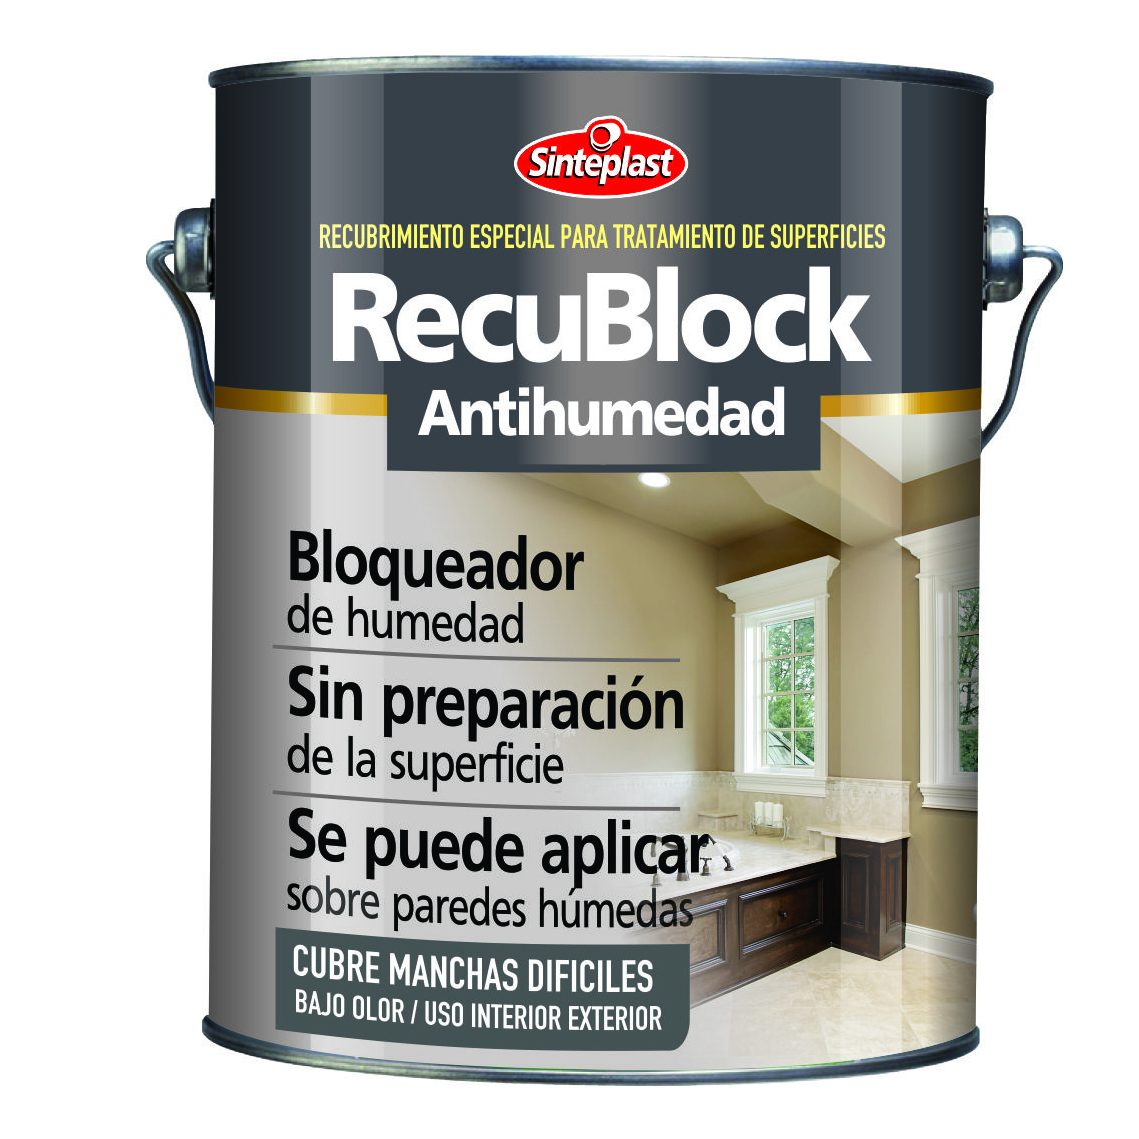 Sinteplast
RECUBRIMIENTO ESPECIAL PARA TRATAMIENTO DE SUPERFICIES
RecuBlock
Antihumedad
Bloqueador
de humedad
Sin preparación
de la superficie
Se puede aplicar
sobre paredes húmedas
CUBRE MANCHAS DIFICILES
BAJO OLOR / USO INTERIOR EXTERIOR